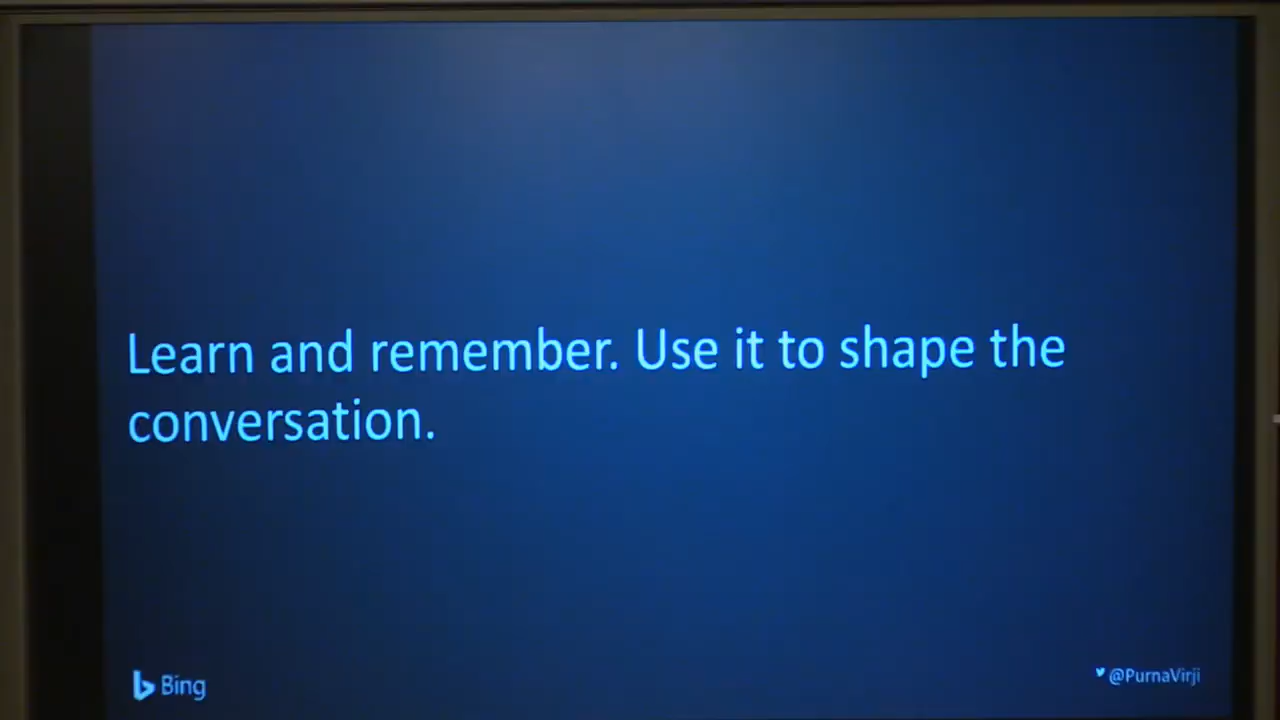 Learn and remember. Use it to shape the
conversation.
Bing
@PurnaVirji